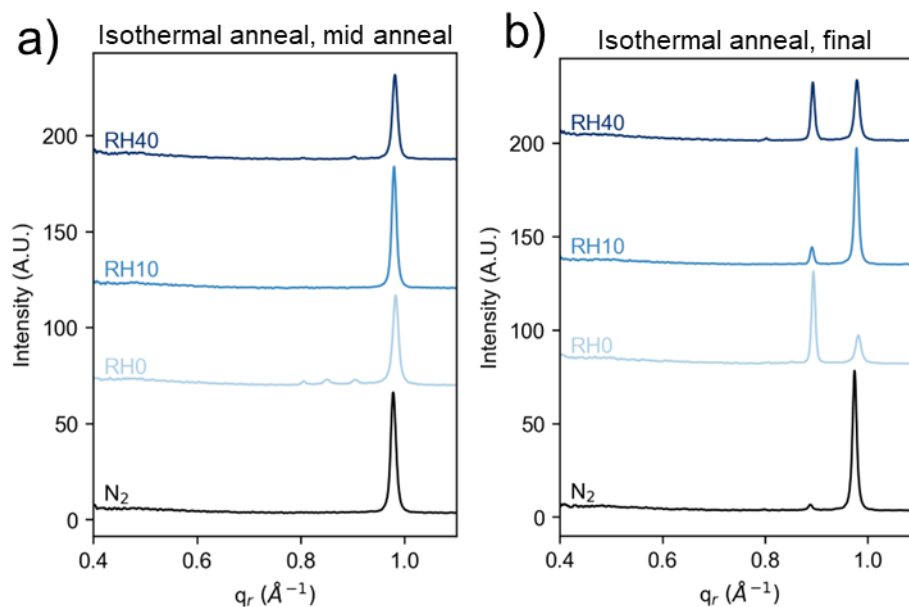 a)
Isothermal anneal, mid anneal
RH40
RH10
RH0
N₂
Intensity (A.U.)
200
150
100
50
0
0.4 0.6 0.8 1.0
qᵣ (Å⁻¹)
b)
Isothermal anneal, final
RH40
RH10
RH0
N₂
Intensity (A.U.)
200
150
100
50
0
0.4 0.6 0.8 1.0
qᵣ (Å⁻¹)